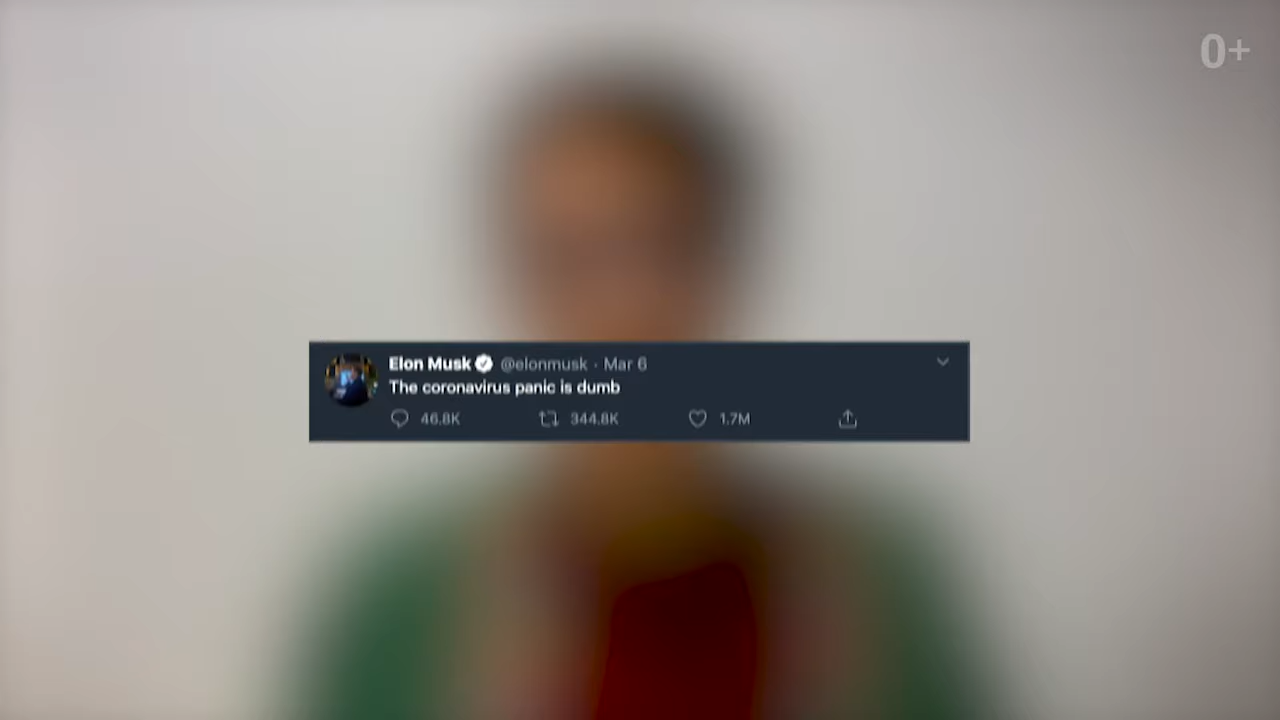 0+
Elon Musk @elonmusk · Mar 6
The coronavirus panic is dumb
46.8K 344.8K 1.7M